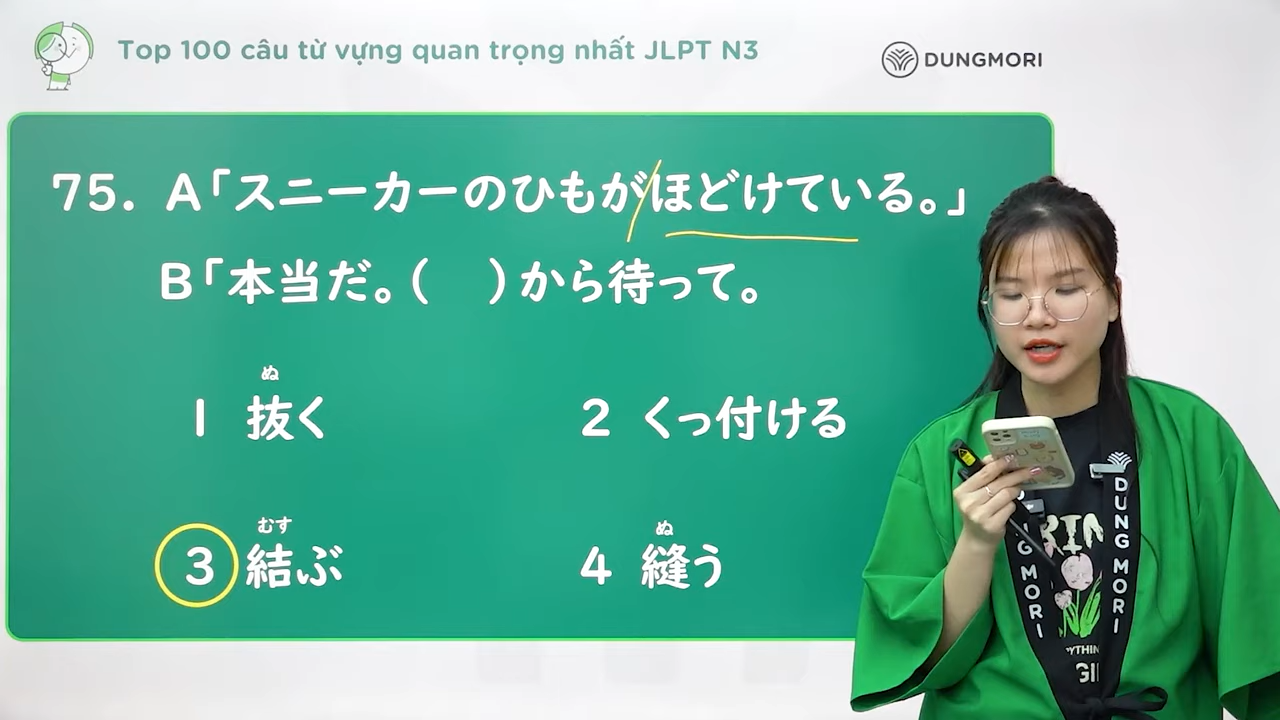 Top 100 câu từ vựng quan trọng nhất JLPT N3
DUNGMORI
75. A「スニーカーのひもがほどけている。」
B「本当だ。( )から待って。
ぬ
1 抜く
2 くっ付ける
むす
3 結ぶ
ぬ
4 縫う
DUNG MORI